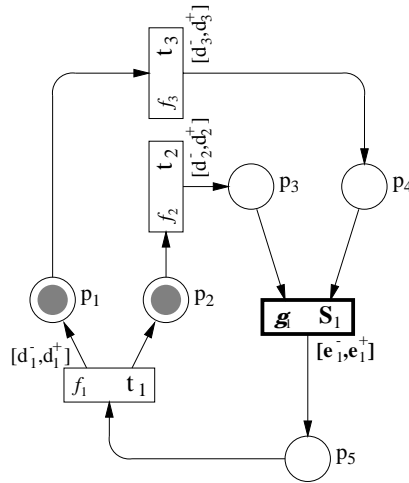 f₃ t₃ [d₃⁻,d₃⁺]
f₂ t₂ [d₂⁻,d₂⁺]
p₃
p₄
p₁
p₂
g₁ S₁
[e₁⁻,e₁⁺]
[d₁⁻,d₁⁺]
f₁ t₁
p₅